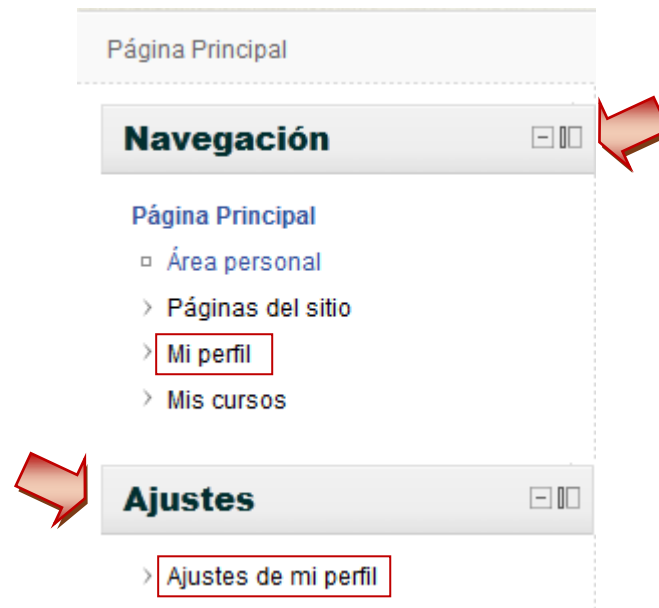 Página Principal
Navegación
Página Principal
Área personal
Páginas del sitio
Mi perfil
Mis cursos
Ajustes
Ajustes de mi perfil